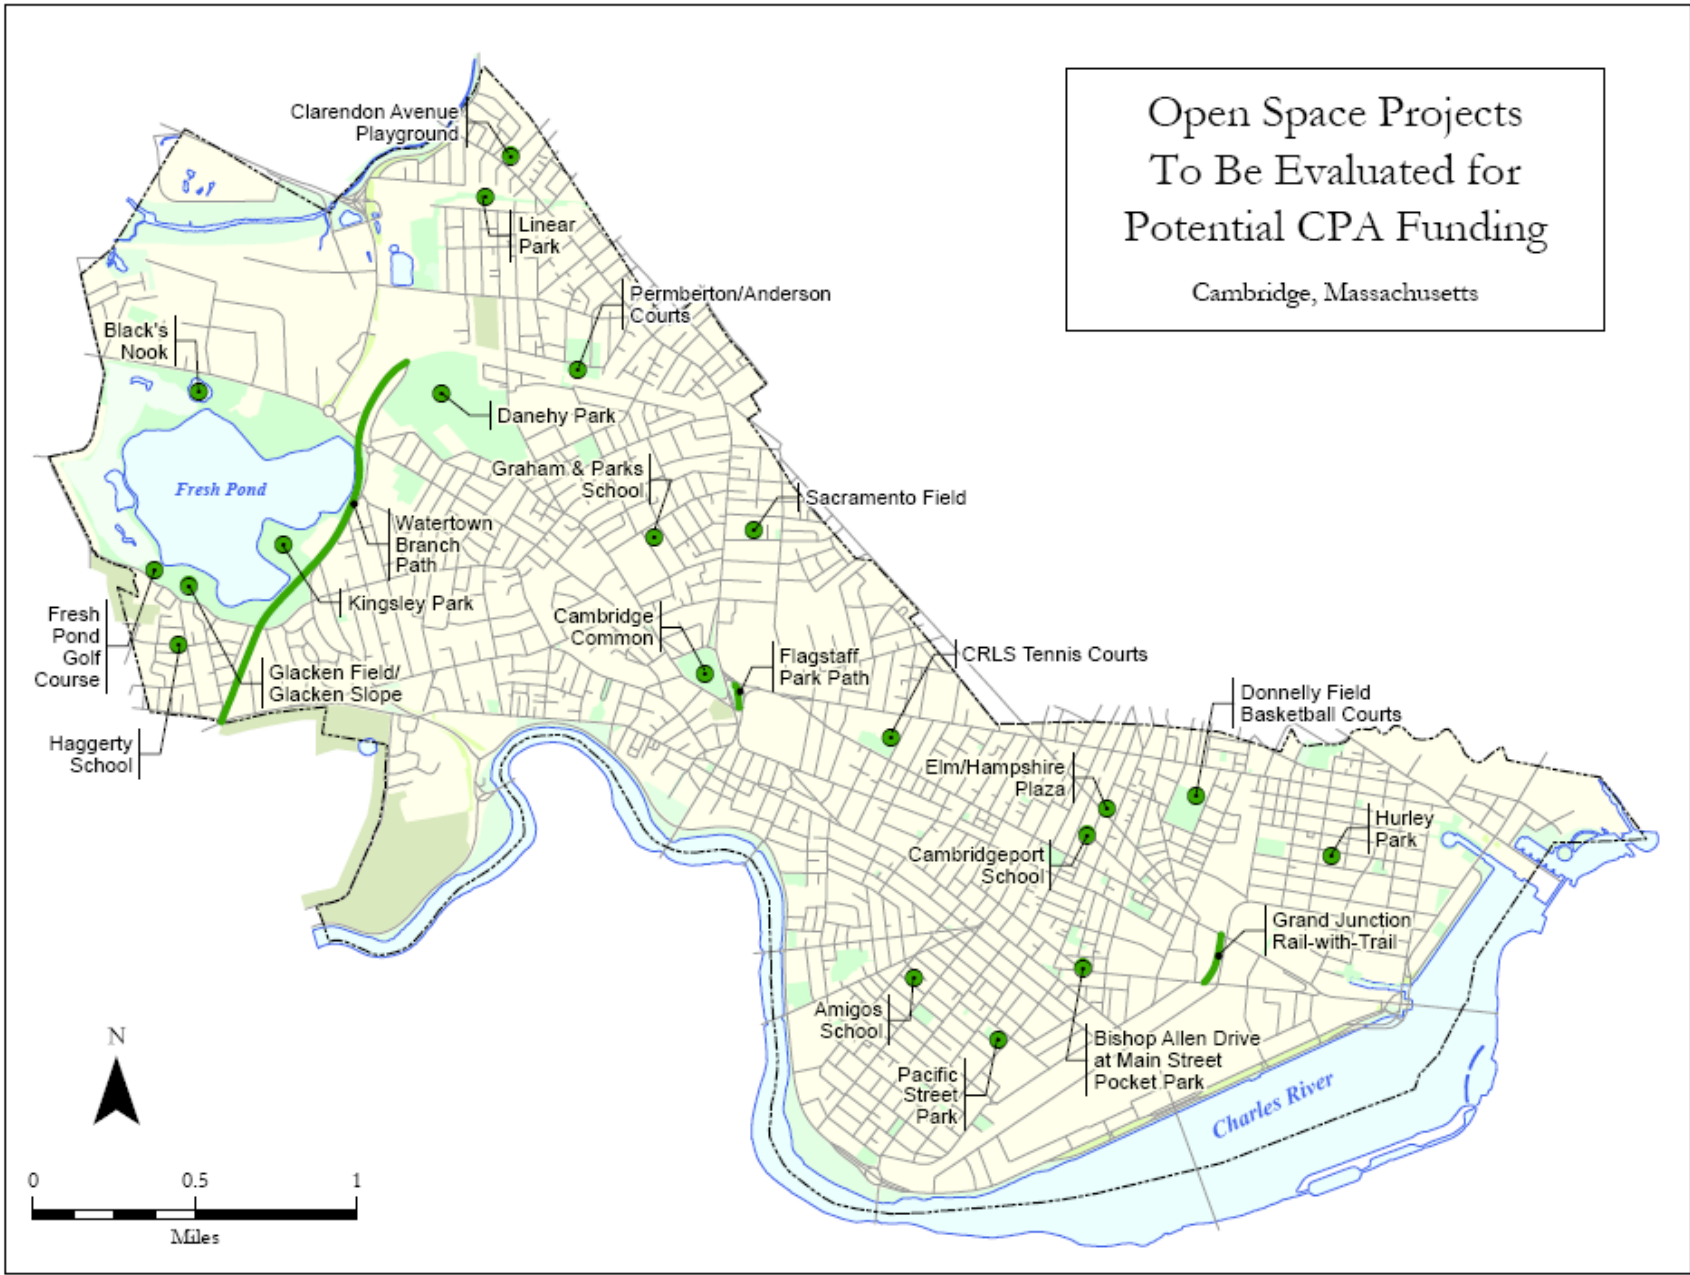 Open Space Projects
To Be Evaluated for
Potential CPA Funding
Cambridge, Massachusetts
Clarendon Avenue
Playground
Linear
Park
Permberton/Anderson
Courts
Black's
Nook
Danehy Park
Graham & Parks
School
Sacramento Field
Fresh Pond
Watertown
Branch
Path
Kingsley Park
Fresh
Pond
Golf
Course
Cambridge
Common
Flagstaff
Park Path
CRLS Tennis Courts
Glacken Field/
Glacken Slope
Donnelly Field
Basketball Courts
Haggerty
School
Elm/Hampshire
Plaza
Hurley
Park
Cambridgeport
School
Grand Junction
Rail-with-Trail
Amigos
School
Bishop Allen Drive
at Main Street
Pocket Park
Pacific
Street
Park
Charles River
N
0 0.5 1
Miles